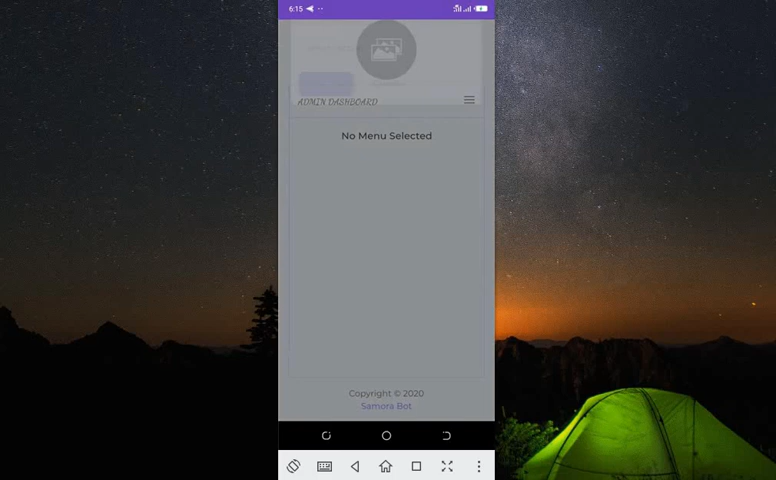 6:15
ADMIN DASHBOARD
No Menu Selected
Copyright © 2020
Samora Bot